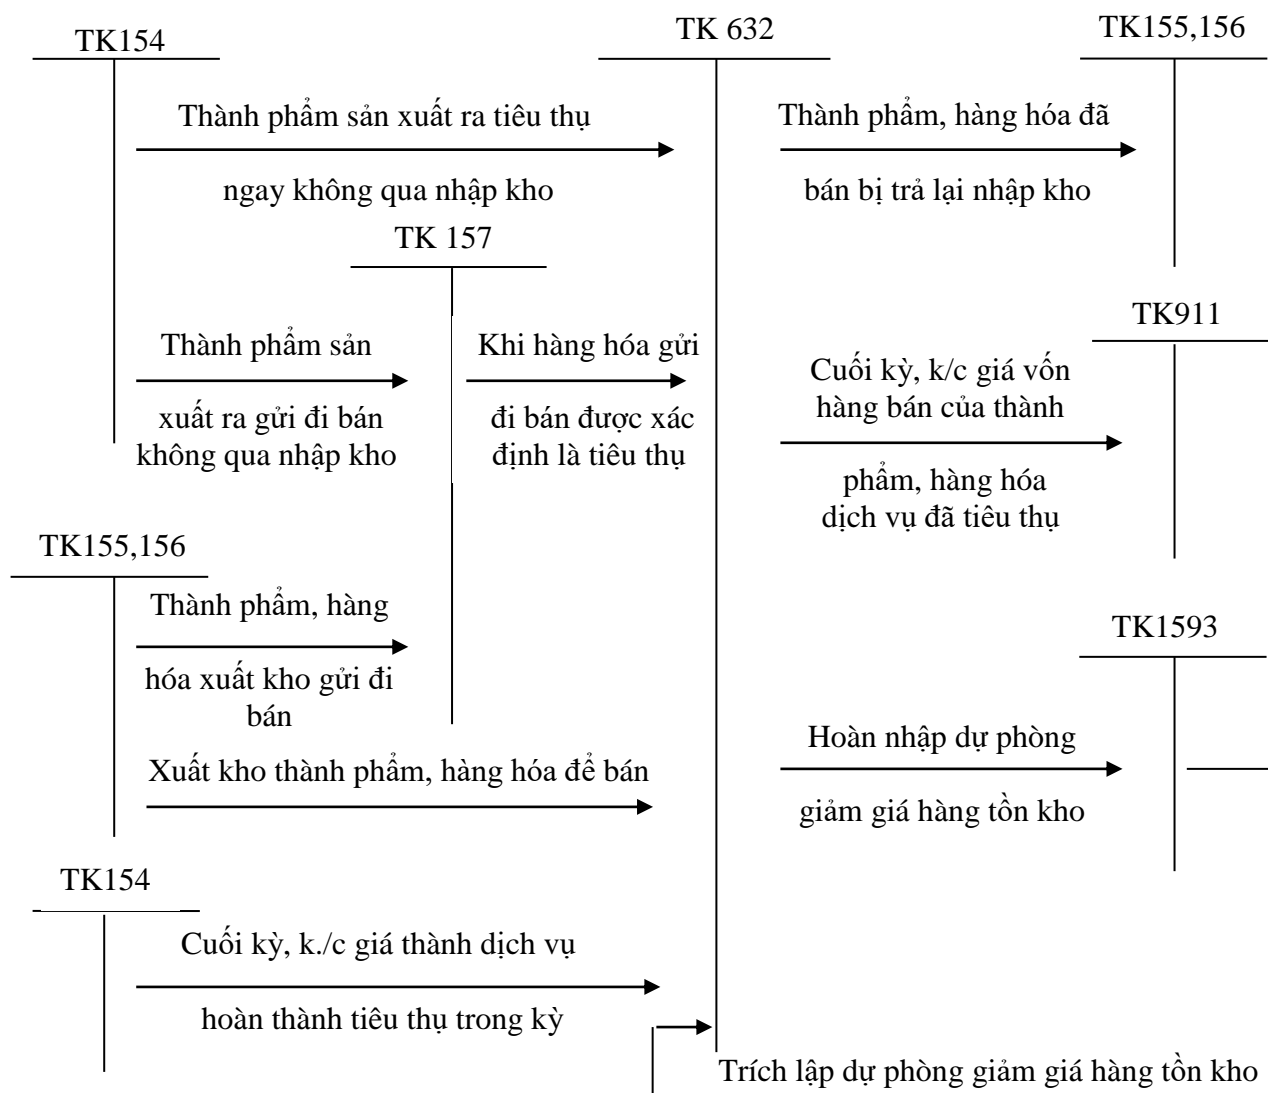 TK154
TK 632
TK155,156
Thành phẩm sản xuất ra tiêu thụ
ngay không qua nhập kho
Thành phẩm, hàng hóa đã
bán bị trả lại nhập kho
TK 157
TK911
Thành phẩm sản
xuất ra gửi đi bán
không qua nhập kho
Khi hàng hóa gửi
đi bán được xác
định là tiêu thụ
Cuối kỳ, k/c giá vốn
hàng bán của thành
phẩm, hàng hóa
dịch vụ đã tiêu thụ
TK155,156
Thành phẩm, hàng
hóa xuất kho gửi đi
bán
TK1593
Xuất kho thành phẩm, hàng hóa để bán
Hoàn nhập dự phòng
giảm giá hàng tồn kho
TK154
Cuối kỳ, k./c giá thành dịch vụ
hoàn thành tiêu thụ trong kỳ
Trích lập dự phòng giảm giá hàng tồn kho